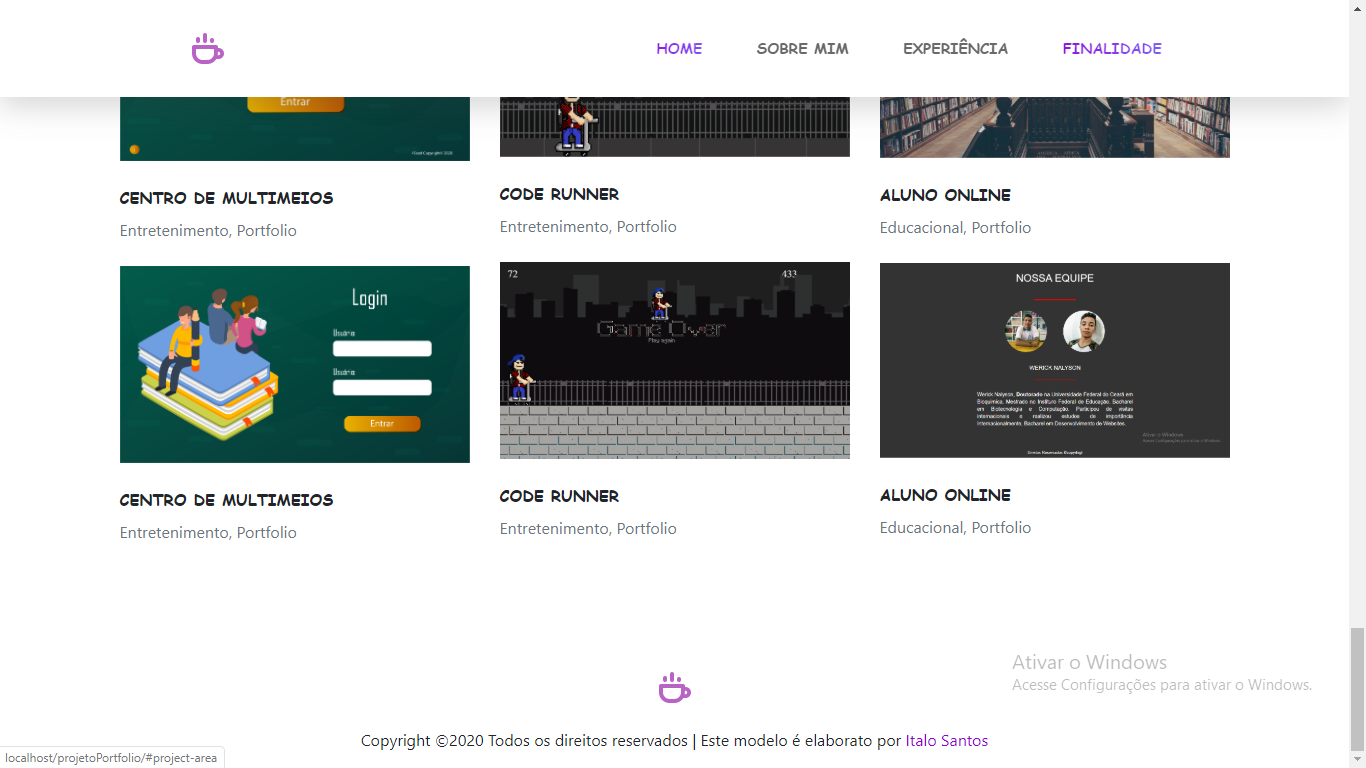 HOME
SOBRE MIM
EXPERIÊNCIA
FINALIDADE
Entrar
CENTRO DE MULTIMEIOS
Entretenimento, Portfolio
CODE RUNNER
Entretenimento, Portfolio
ALUNO ONLINE
Educacional, Portfolio
Login
Usuário
Usuário
Entrar
72
433
Game Over
Play again
NOSSA EQUIPE
WERICK NALYSON
Werick Nalyson, Doutorado na Universidade Federal do Ceará em
Bioquímica, Mestrado no Instituto Federal de Educação, Bacharel
em Biotecnologia e Computação. Participou de visitas
internacionais e realizou estudos de importância
Internacionalmente, Bacharel em Desenvolvimento de Websites.
Ativar o Windows
CENTRO DE MULTIMEIOS
Entretenimento, Portfolio
CODE RUNNER
Entretenimento, Portfolio
ALUNO ONLINE
Educacional, Portfolio
Ativar o Windows
Acesse Configurações para ativar o Windows.
Copyright ©2020 Todos os direitos reservados | Este modelo é elaborato por Italo Santos
localhost/projetoPortfolio/#project-area